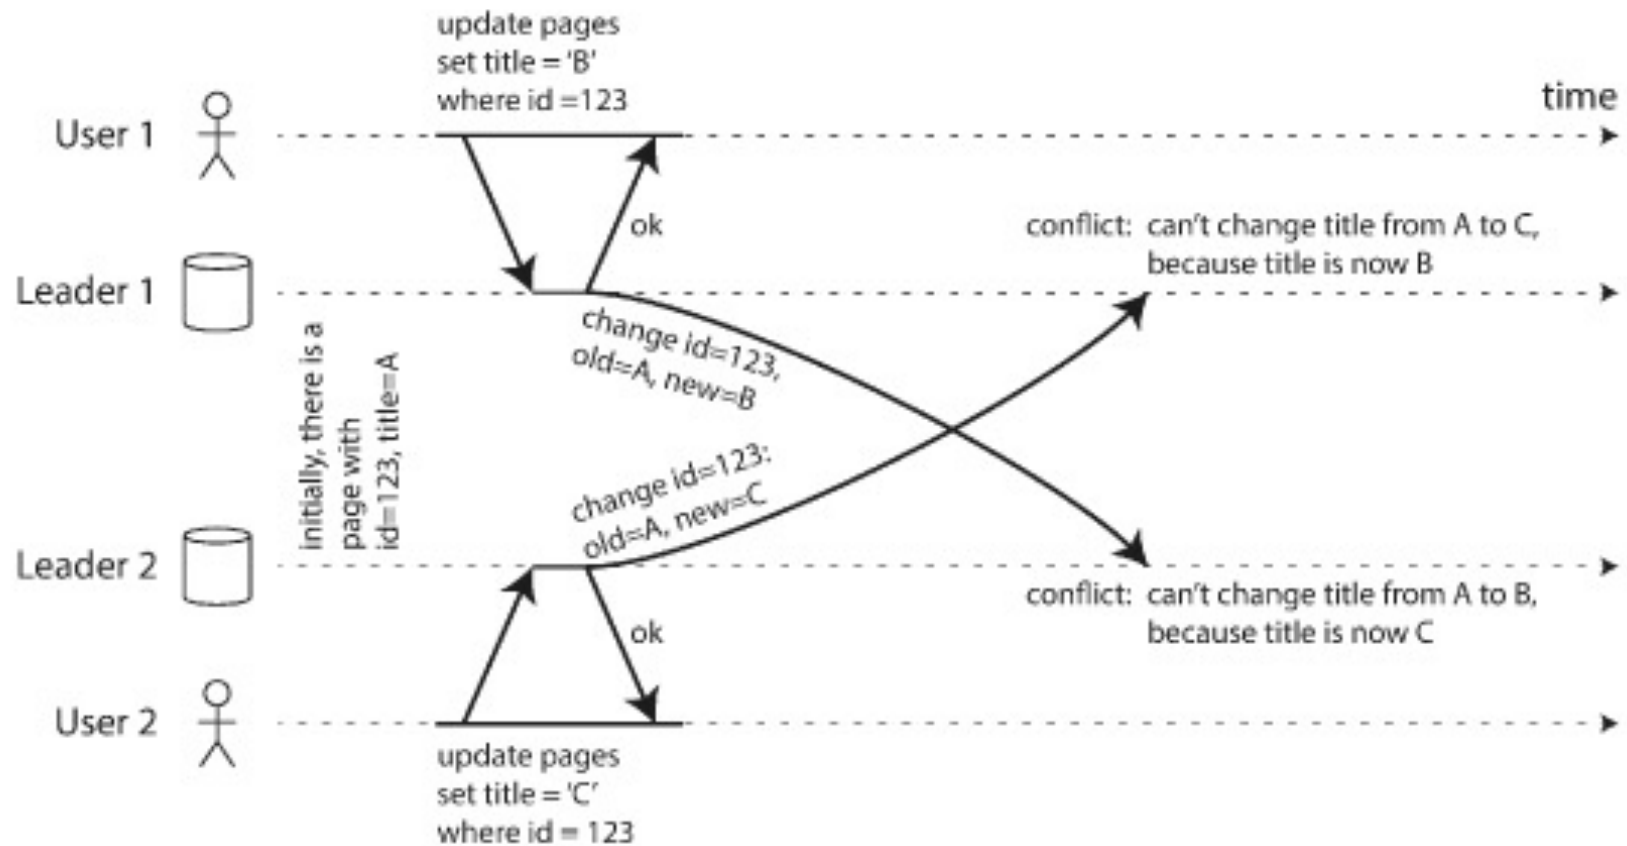 update pages
set title = ‘B’
where id =123
time
User 1
ok
conflict: can't change title from A to C,
because title is now B
Leader 1
change id=123,
old=A, new=B
initially, there is a
page with
id=123, title=A
change id=123:
old=A, new=C
Leader 2
conflict: can't change title from A to B,
because title is now C
ok
User 2
update pages
set title = ‘C’
where id = 123